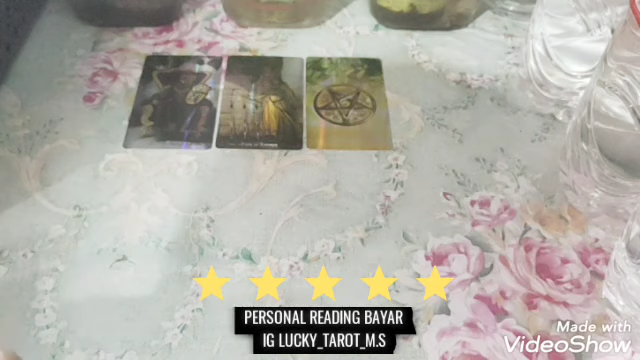 PERSONAL READING BAYAR
IG LUCKY_TAROT_M.S
Made with
VideoShow